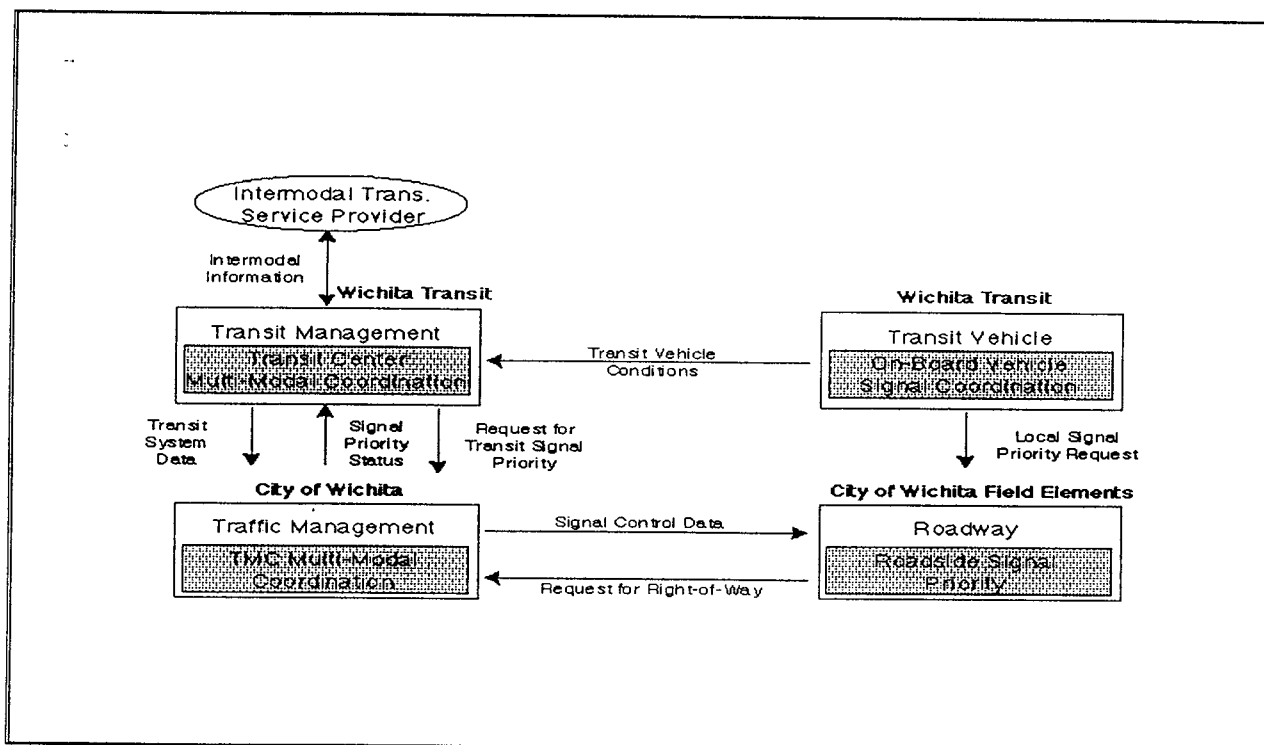 Intermodal Trans.
Service Provider
Intermodal
Information
Wichita Transit
Transit Management
Transit Center
Multi-Modal Coordination
Transit Vehicle
Conditions
Wichita Transit
Transit Vehicle
On-Board Vehicle
Signal Coordination
Transit
System
Data
Signal
Priority
Status
Request for
Transit Signal
Priority
Local Signal
Priority Request
City of Wichita
Traffic Management
TMC Multi-Modal
Coordination
Signal Control Data
Request for Right-of-Way
City of Wichita Field Elements
Roadway
Roadside Signal
Priority